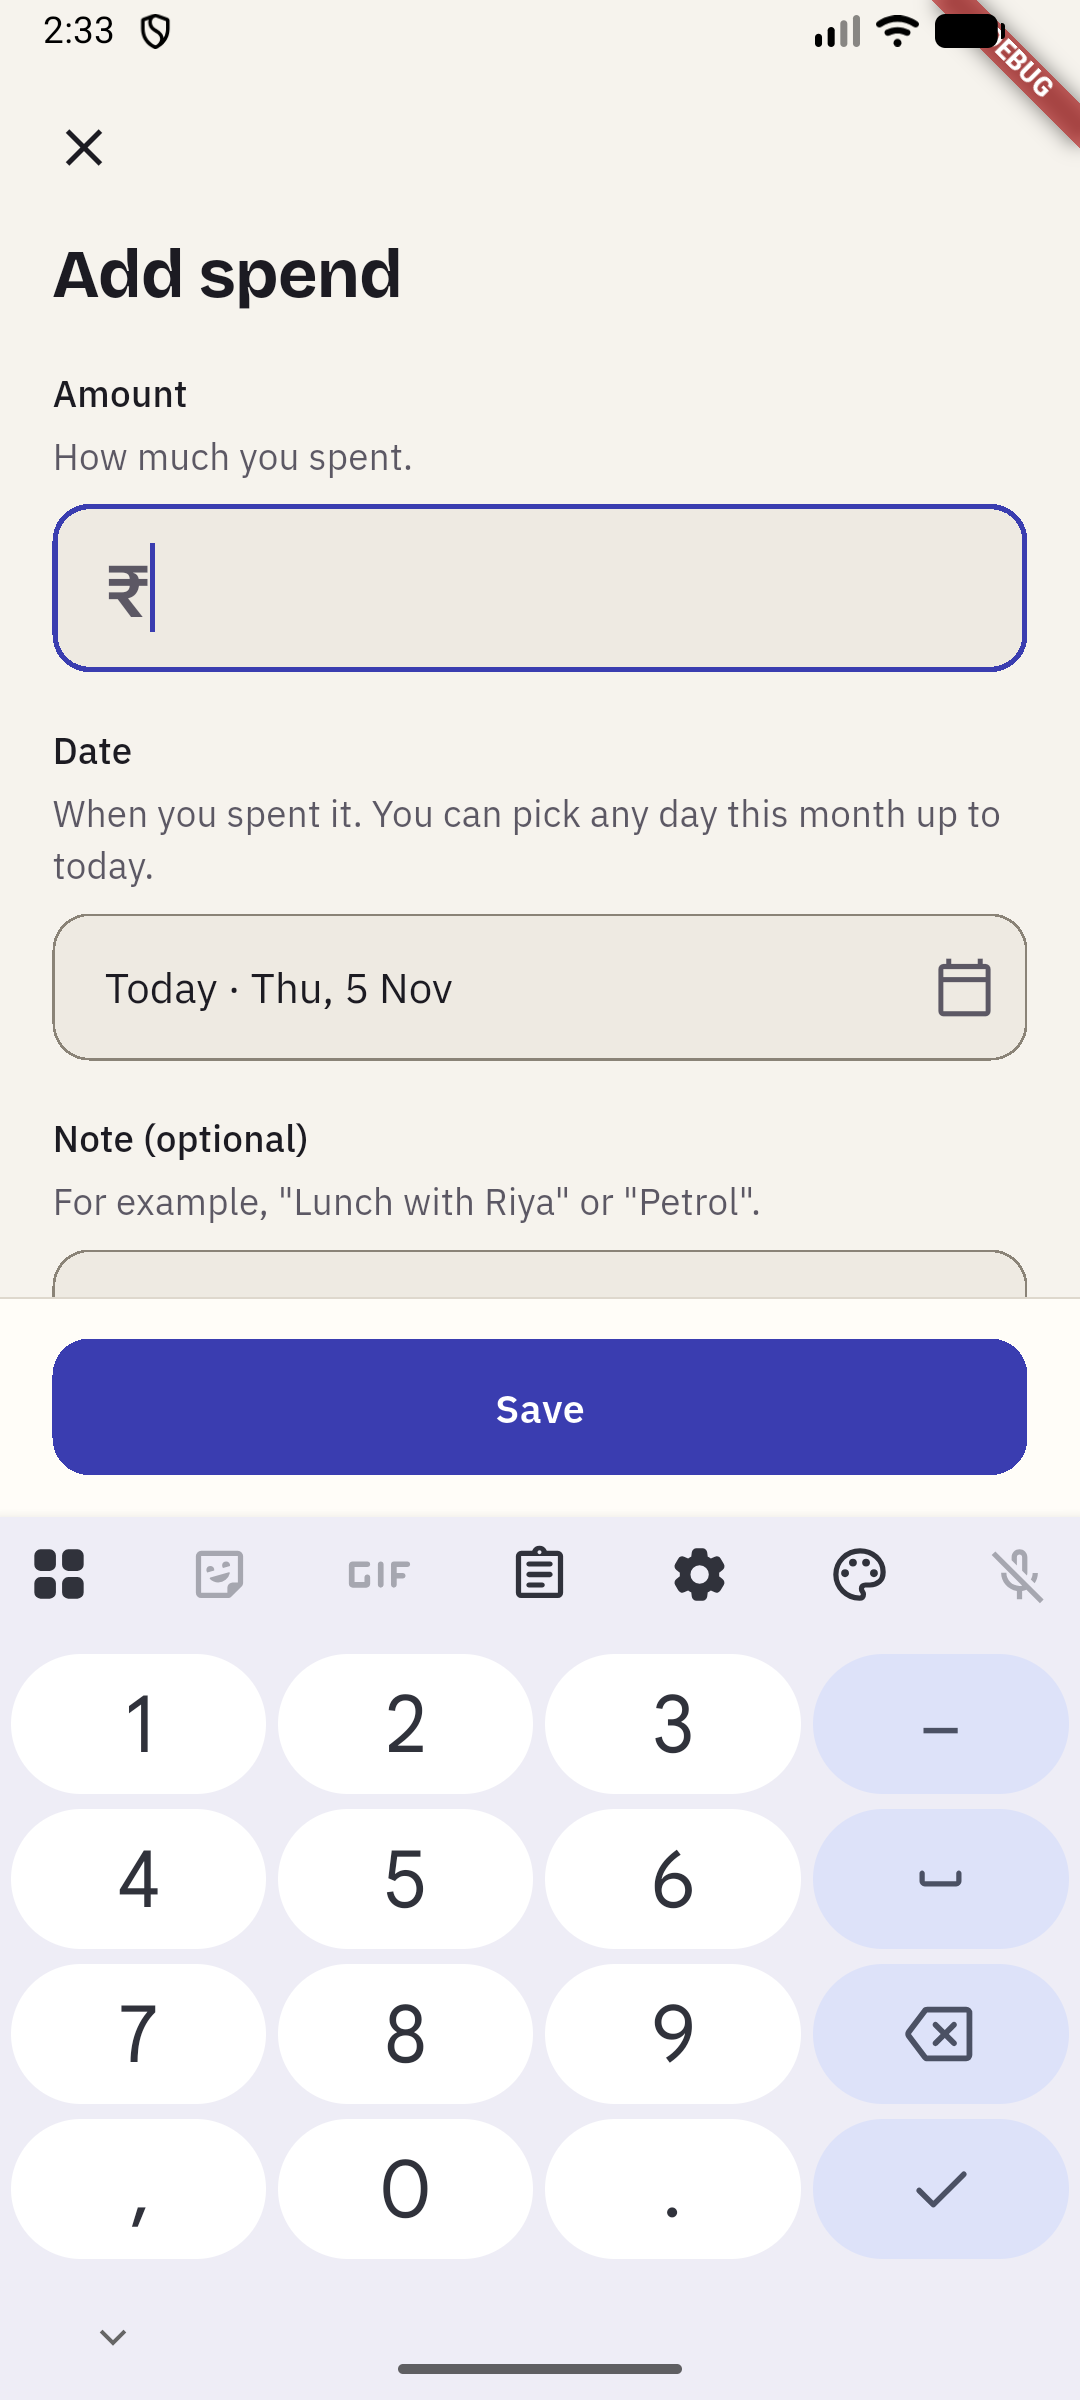 2:33
EBUG
Add spend
Amount
How much you spent.
₹
Date
When you spent it. You can pick any day this month up to
today.
Today · Thu, 5 Nov
Note (optional)
For example, "Lunch with Riya" or "Petrol".
Save
GIF
1 2 3 –
4 5 6
7 8 9
, 0 .